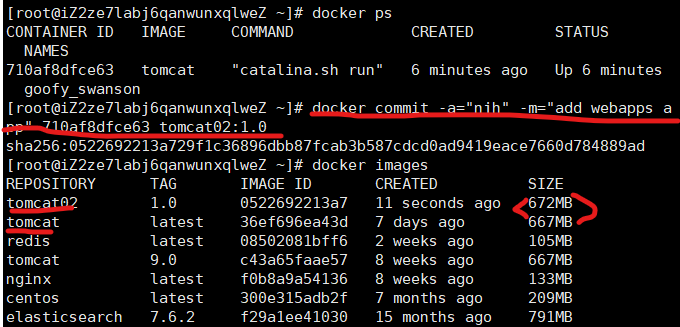 [root@iZ2ze7labj6qanwunxqlweZ ~]# docker ps
CONTAINER ID   IMAGE     COMMAND             CREATED         STATUS
  NAMES
710af8dfce63   tomcat    "catalina.sh run"   6 minutes ago   Up 6 minutes
  goofy_swanson
[root@iZ2ze7labj6qanwunxqlweZ ~]# docker commit -a="njh" -m="add webapps a
pp" 710af8dfce63 tomcat02:1.0
sha256:0522692213a729f1c36896dbb87fcab3b587cdcd0ad9419eace7660d784889ad
[root@iZ2ze7labj6qanwunxqlweZ ~]# docker images
REPOSITORY      TAG       IMAGE ID       CREATED          SIZE
tomcat02        1.0       0522692213a7   11 seconds ago   672MB
tomcat          latest    36ef696ea43d   7 days ago       667MB
redis           latest    08502081bff6   2 weeks ago      105MB
tomcat          9.0       c43a65faae57   8 weeks ago      667MB
nginx           latest    f0b8a9a54136   8 weeks ago      133MB
centos          latest    300e315adb2f   7 months ago     209MB
elasticsearch   7.6.2     f29a1ee41030   15 months ago    791MB